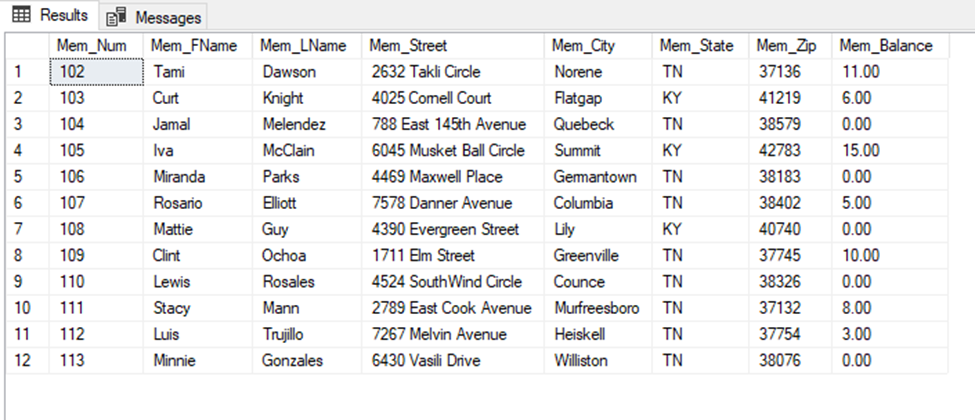 Results Messages
Mem_Num Mem_FName Mem_LName Mem_Street Mem_City Mem_State Mem_Zip Mem_Balance
1 102 Tami Dawson 2632 Takli Circle Norene TN 37136 11.00
2 103 Curt Knight 4025 Cornell Court Flatgap KY 41219 6.00
3 104 Jamal Melendez 788 East 145th Avenue Quebeck TN 38579 0.00
4 105 Iva McClain 6045 Musket Ball Circle Summit KY 42783 15.00
5 106 Miranda Parks 4469 Maxwell Place Germantown TN 38183 0.00
6 107 Rosario Elliott 7578 Danner Avenue Columbia TN 38402 5.00
7 108 Mattie Guy 4390 Evergreen Street Lily KY 40740 0.00
8 109 Clint Ochoa 1711 Elm Street Greenville TN 37745 10.00
9 110 Lewis Rosales 4524 SouthWind Circle Counce TN 38326 0.00
10 111 Stacy Mann 2789 East Cook Avenue Murfreesboro TN 37132 8.00
11 112 Luis Trujillo 7267 Melvin Avenue Heiskell TN 37754 3.00
12 113 Minnie Gonzales 6430 Vasili Drive Williston TN 38076 0.00